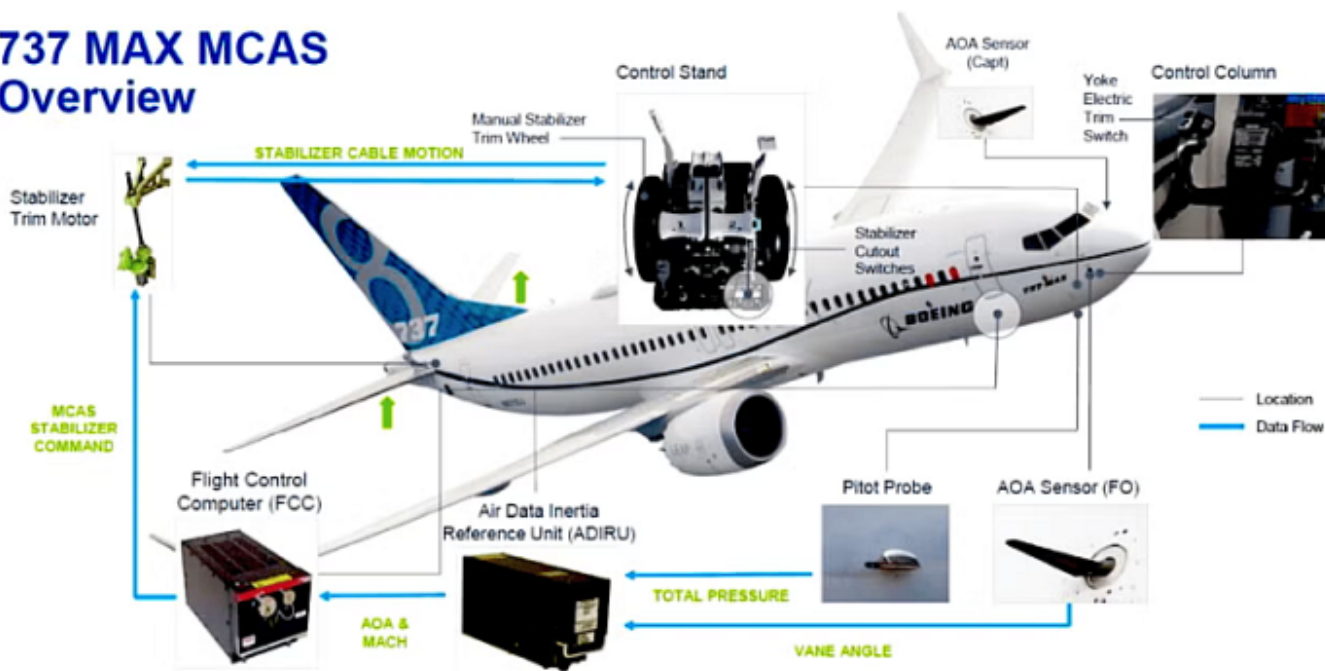 737 MAX MCAS
Overview
Control Stand
AOA Sensor
(Capt)
Control Column
Yoke
Electric
Trim
Switch
Manual Stabilizer
Trim Wheel
STABILIZER CABLE MOTION
Stabilizer
Trim Motor
Stabilizer
Cutout
Switches
737 MAX
BOEING
737
8
Location
Data Flow
MCAS
STABILIZER
COMMAND
Flight Control
Computer (FCC)
Air Data Inertia
Reference Unit (ADIRU)
Pitot Probe
AOA Sensor (FO)
TOTAL PRESSURE
AOA &
MACH
VANE ANGLE